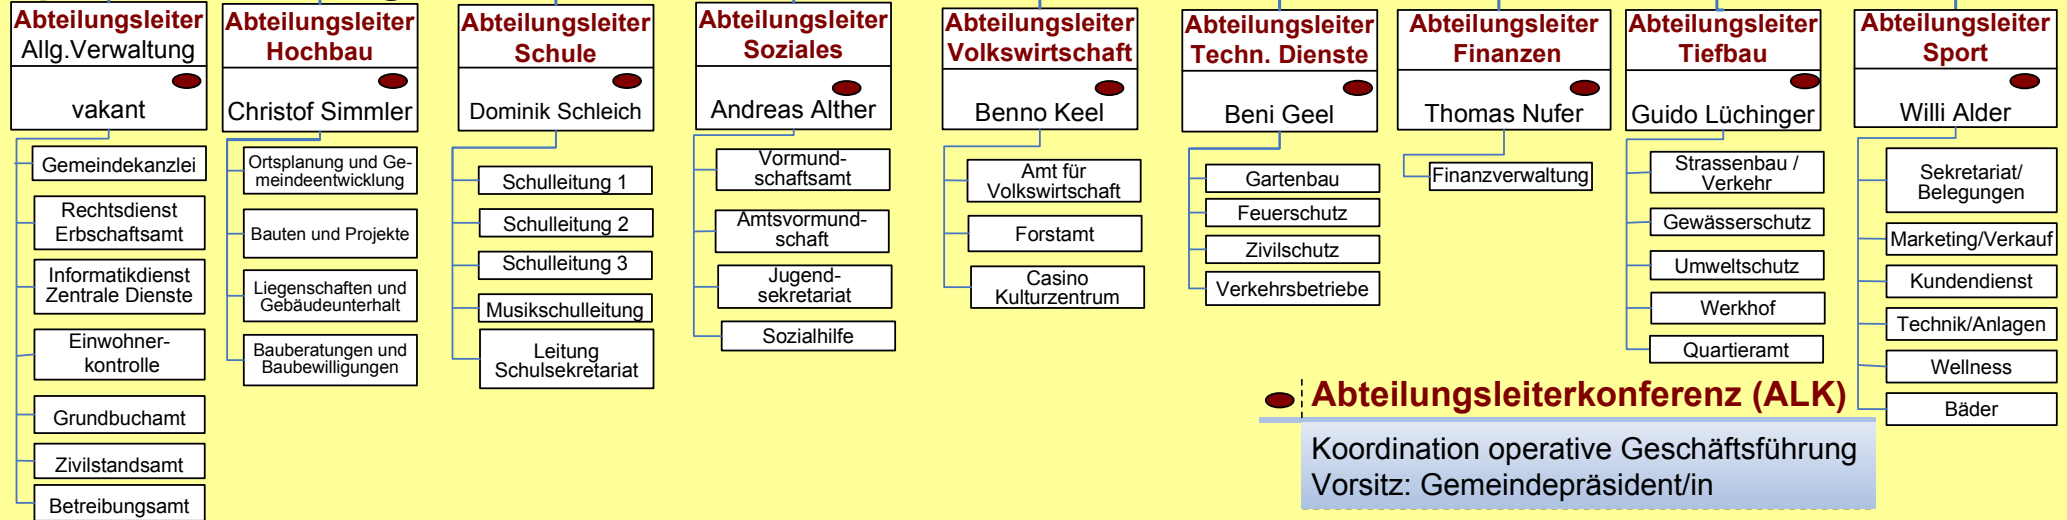 Abteilungsleiter
Allg.Verwaltung
vakant
Gemeindekanzlei
Rechtsdienst
Erbschaftsamt
Informatikdienst
Zentrale Dienste
Einwohner-
kontrolle
Grundbuchamt
Zivilstandsamt
Betreibungsamt
Abteilungsleiter
Hochbau
Christof Simmler
Ortsplanung und Ge-
meindeentwicklung
Bauten und Projekte
Liegenschaften und
Gebäudeunterhalt
Bauberatungen und
Baubewilligungen
Abteilungsleiter
Schule
Dominik Schleich
Schulleitung 1
Schulleitung 2
Schulleitung 3
Musikschulleitung
Leitung
Schulsekretariat
Abteilungsleiter
Soziales
Andreas Alther
Vormund-
schaftsamt
Amtsvormund-
schaft
Jugend-
sekretariat
Sozialhilfe
Abteilungsleiter
Volkswirtschaft
Benno Keel
Amt für
Volkswirtschaft
Forstamt
Casino
Kulturzentrum
Abteilungsleiter
Techn. Dienste
Beni Geel
Gartenbau
Feuerschutz
Zivilschutz
Verkehrsbetriebe
Abteilungsleiter
Finanzen
Thomas Nufer
Finanzverwaltung
Abteilungsleiter
Tiefbau
Guido Lüchinger
Strassenbau /
Verkehr
Gewässerschutz
Umweltschutz
Werkhof
Quartieramt
Abteilungsleiter
Sport
Willi Alder
Sekretariat/
Belegungen
Marketing/Verkauf
Kundendienst
Technik/Anlagen
Wellness
Bäder
Abteilungsleiterkonferenz (ALK)
Koordination operative Geschäftsführung
Vorsitz: Gemeindepräsident/in